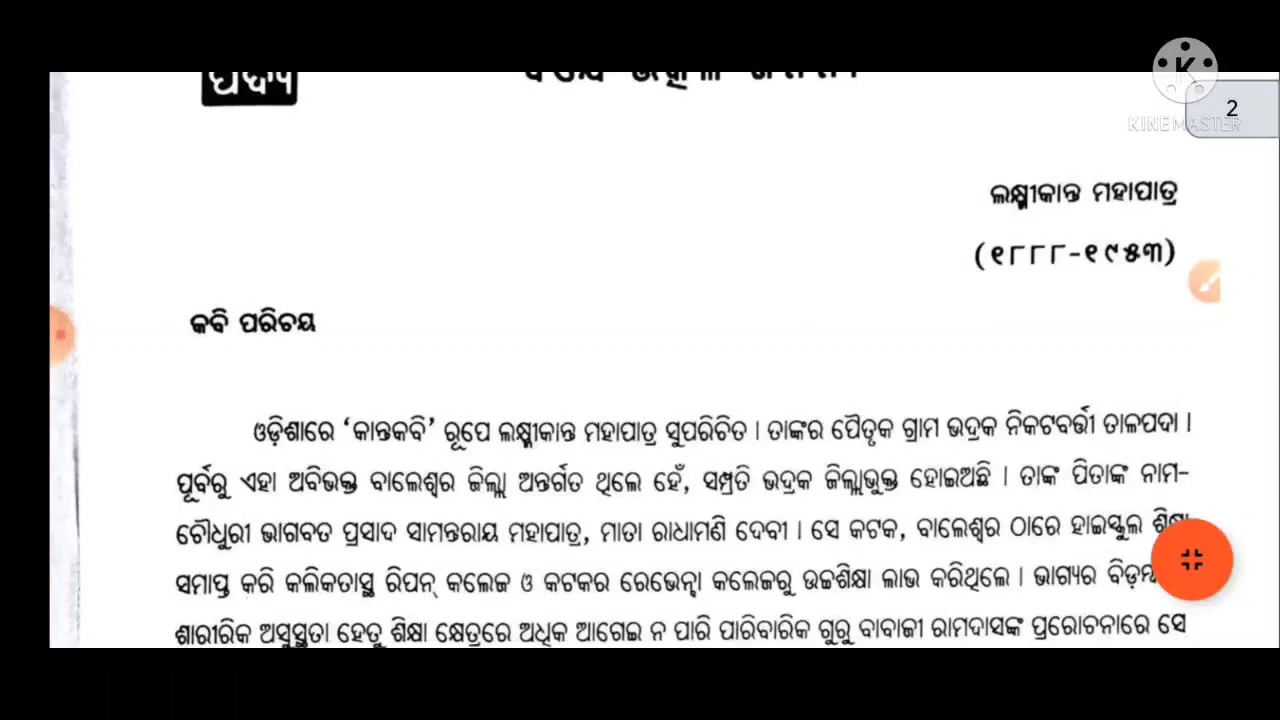 ପଦ୍ୟ
2
KINEMASTER
ଲକ୍ଷ୍ମୀକାନ୍ତ ମହାପାତ୍ର
(୧୮୮୮-୧୯୫୩)
କବି ପରିଚୟ
ଓଡ଼ିଶାରେ ‘କାନ୍ତକବି’ ରୂପେ ଲକ୍ଷ୍ମୀକାନ୍ତ ମହାପାତ୍ର ସୁପରିଚିତ । ତାଙ୍କର ପୈତୃକ ଗ୍ରାମ ଭଦ୍ରକ ନିକଟବର୍ତ୍ତୀ ତାଳପଦା ।
ପୂର୍ବରୁ ଏହା ଅବିଭକ୍ତ ବାଲେଶ୍ୱର ଜିଲ୍ଲା ଅନ୍ତର୍ଗତ ଥିଲେ ହେଁ, ସମ୍ପ୍ରତି ଭଦ୍ରକ ଜିଲ୍ଲାଭୁକ୍ତ ହୋଇଅଛି । ତାଙ୍କ ପିତାଙ୍କ ନାମ-
ଚୌଧୁରୀ ଭାଗବତ ପ୍ରସାଦ ସାମନ୍ତରାୟ ମହାପାତ୍ର, ମାତା ରାଧାମଣି ଦେବୀ । ସେ କଟକ, ବାଲେଶ୍ୱର ଠାରେ ହାଇସ୍କୁଲ ଶିକ୍ଷା
ସମାପ୍ତ କରି କଲିକତାସ୍ଥ ରିପନ୍ କଲେଜ ଓ କଟକର ରେଭେନ୍ସା କଲେଜରୁ ଉଚ୍ଚଶିକ୍ଷା ଲାଭ କରିଥିଲେ । ଭାଗ୍ୟର
ଶାରୀରିକ ଅସୁସ୍ଥତା ହେତୁ ଶିକ୍ଷା କ୍ଷେତ୍ରରେ ଅଧିକ ଆଗେଇ ନ ପାରି ପାରିବାରିକ ଗୁରୁ ବାବାଜୀ ରାମଦାସଙ୍କ ପ୍ରରୋଚନାରେ ସେ